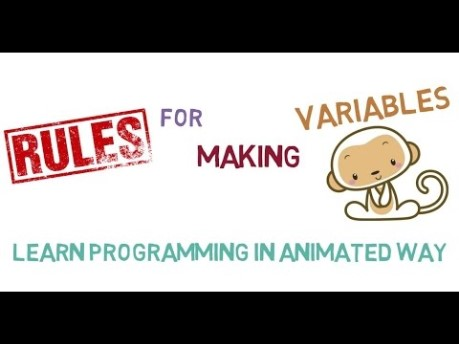 RULES
FOR
MAKING
VARIABLES
LEARN PROGRAMMING IN ANIMATED WAY